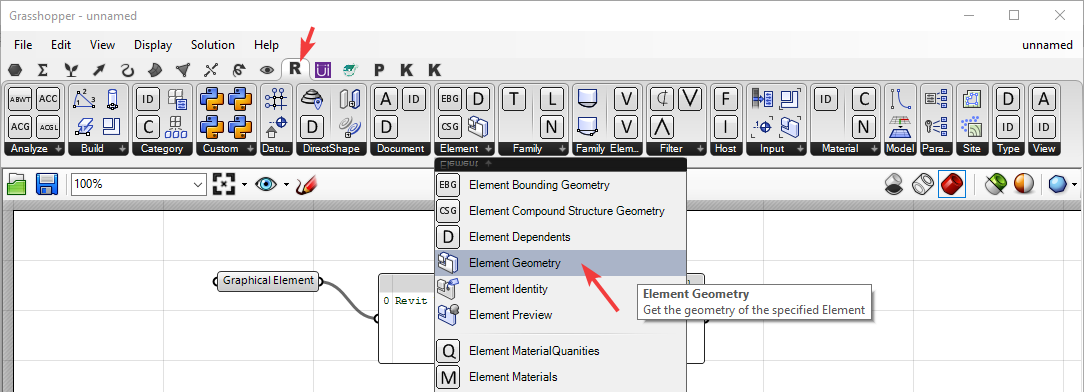 Grasshopper - unnamed
File Edit View Display Solution Help unnamed
Σ R Uji P K K
ABWT ACC ID EBG D T L V ¢ V F ID C D A
ACG ACGL C D A ID CSG N V Λ I N ID ID
Analyze Build Category Custom Datu... DirectShape Document Element Family Family Elem... Filter Host Input Material Model Para... Site Type View
Element
100%
EBG Element Bounding Geometry
CSG Element Compound Structure Geometry
D Element Dependents
Element Geometry
Graphical Element
Element Identity
0 Revit
Element Geometry
Get the geometry of the specified Element
Element Preview
Q Element MaterialQuanities
M Element Materials